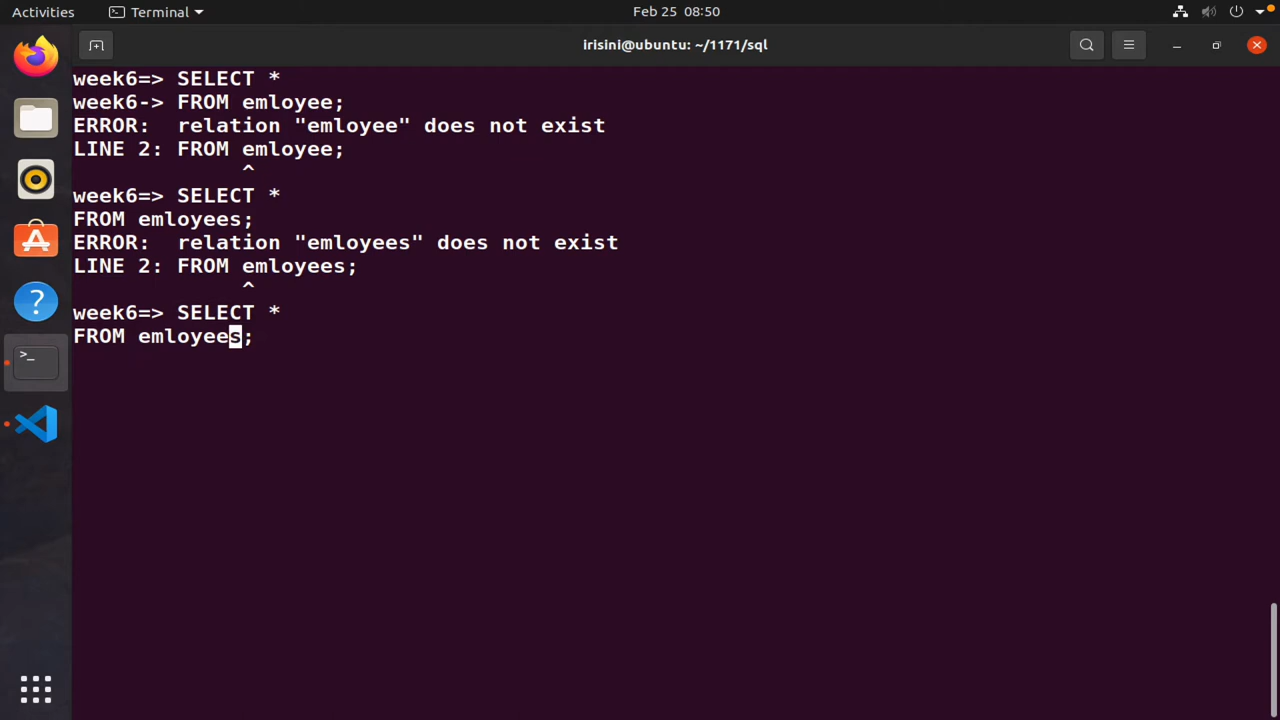 Activities
Terminal
Feb 25 08:50
irisini@ubuntu: ~/1171/sql
week6=> SELECT *
week6-> FROM emloyee;
ERROR:  relation "emloyee" does not exist
LINE 2: FROM emloyee;
^
week6=> SELECT *
FROM emloyees;
ERROR:  relation "emloyees" does not exist
LINE 2: FROM emloyees;
^
week6=> SELECT *
FROM emloyees;